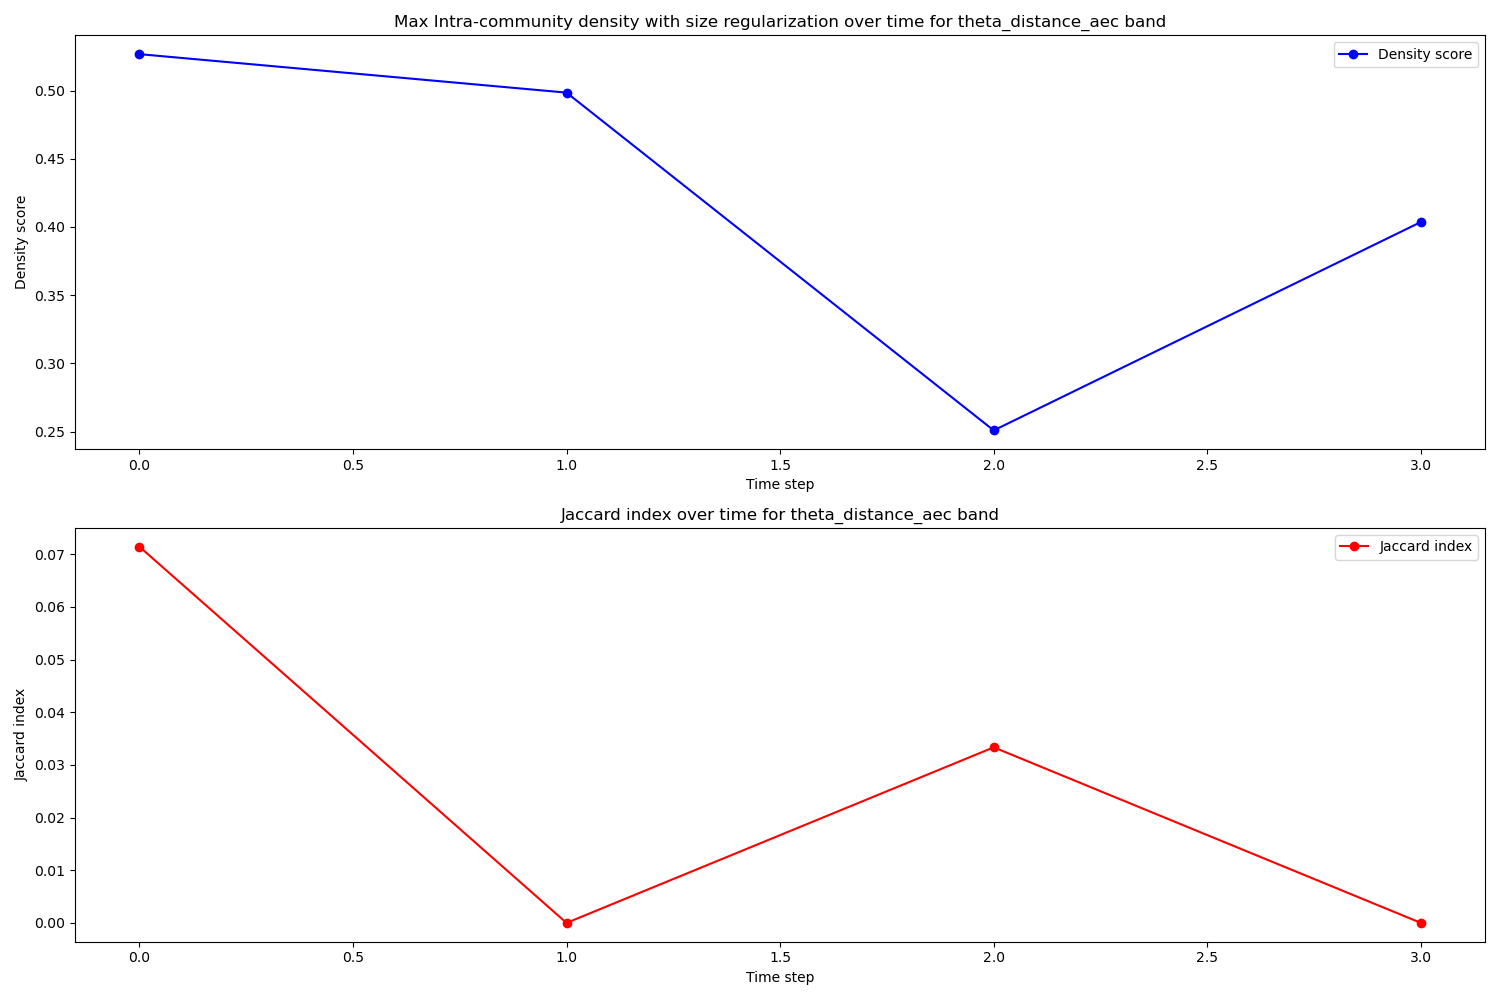 Max Intra-community density with size regularization over time for theta_distance_aec band
Density score
0.50
0.45
0.40
0.35
0.30
0.25
Density score
0.0 0.5 1.0 1.5 2.0 2.5 3.0
Time step
Jaccard index over time for theta_distance_aec band
Jaccard index
0.07
0.06
0.05
0.04
0.03
0.02
0.01
0.00
Jaccard index
0.0 0.5 1.0 1.5 2.0 2.5 3.0
Time step